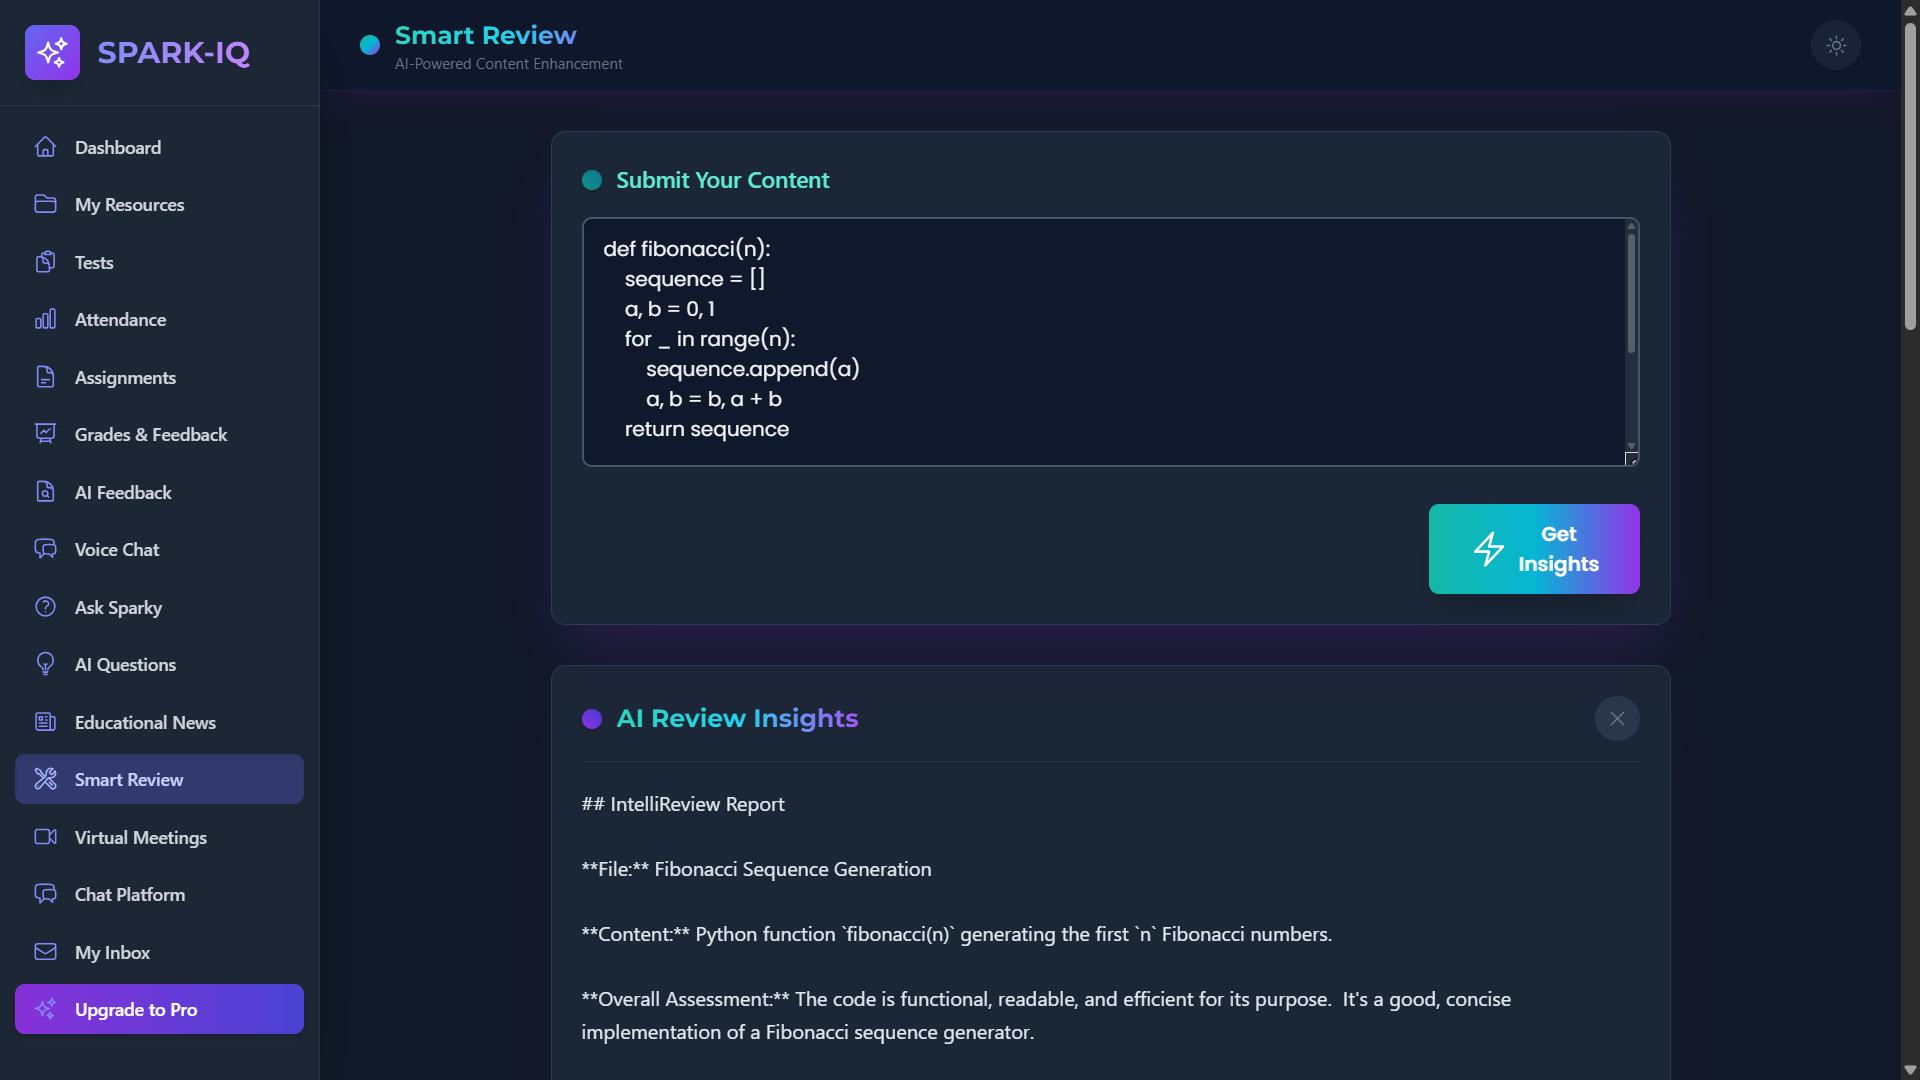 SPARK-IQ
Dashboard
My Resources
Tests
Attendance
Assignments
Grades & Feedback
AI Feedback
Voice Chat
Ask Sparky
AI Questions
Educational News
Smart Review
Virtual Meetings
Chat Platform
My Inbox
Upgrade to Pro
Smart Review
AI-Powered Content Enhancement
Submit Your Content
def fibonacci(n):
    sequence = []
    a, b = 0, 1
    for _ in range(n):
        sequence.append(a)
        a, b = b, a + b
    return sequence
Get
Insights
AI Review Insights
## IntelliReview Report
**File:** Fibonacci Sequence Generation
**Content:** Python function `fibonacci(n)` generating the first `n` Fibonacci numbers.
**Overall Assessment:** The code is functional, readable, and efficient for its purpose.  It's a good, concise
implementation of a Fibonacci sequence generator.